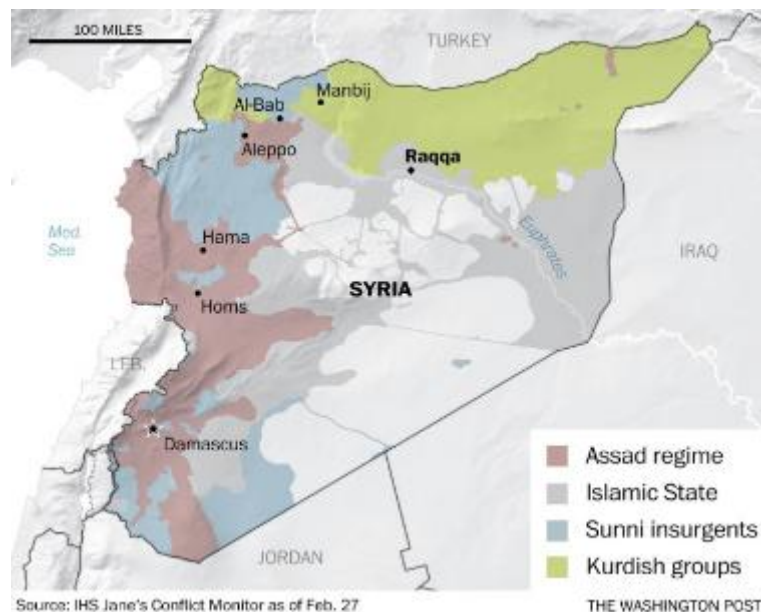 100 MILES
TURKEY
Manbij
Al-Bab
Aleppo
Raqqa
Med.
Sea
Hama
Euphrates
IRAQ
SYRIA
Homs
LEB.
Damascus
JORDAN
Assad regime
Islamic State
Sunni insurgents
Kurdish groups
Source: IHS Jane's Conflict Monitor as of Feb. 27
THE WASHINGTON POST